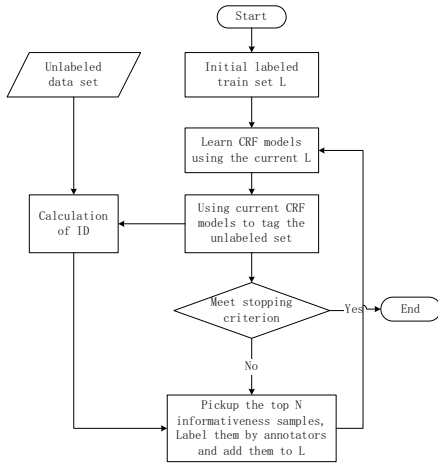 Start
Unlabeled
data set
Initial labeled
train set L
Learn CRF models
using the current L
Calculation
of ID
Using current CRF
models to tag the
unlabeled set
Meet stopping
criterion
Yes
End
No
Pickup the top N
informativeness samples,
Label them by annotators
and add them to L